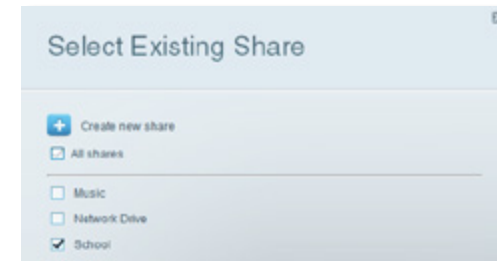 Select Existing Share
Create new share
All shares
Music
Network Drive
School